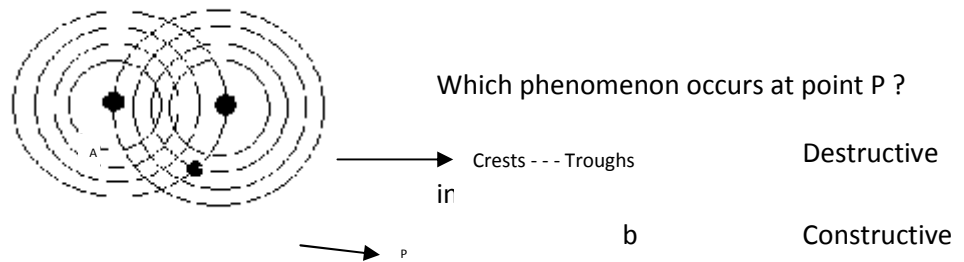 Which phenomenon occurs at point P ?
A
Crests - - - Troughs
Destructive
in
b
Constructive
P